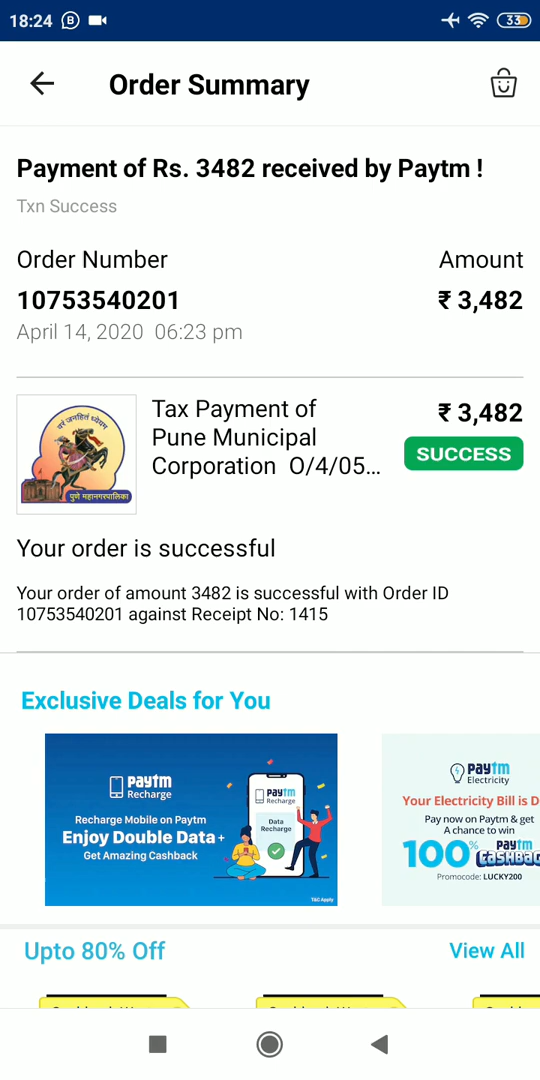 18:24
33
Order Summary
Payment of Rs. 3482 received by Paytm !
Txn Success
Order Number
Amount
10753540201
₹ 3,482
April 14, 2020 06:23 pm
यरं जनहितं ध्येयम
पुणे महानगरपालिका
Tax Payment of
Pune Municipal
Corporation O/4/05...
₹ 3,482
SUCCESS
Your order is successful
Your order of amount 3482 is successful with Order ID
10753540201 against Receipt No: 1415
Exclusive Deals for You
paytm
Recharge
Recharge Mobile on Paytm
Enjoy Double Data+
Get Amazing Cashback
paytm
Recharge
Data
Recharge
T&C Apply
paytm
Electricity
Your Electricity Bill is D
Pay now on Paytm & get
A chance to win
100% paytm
Cashbac
Promocode: LUCKY200
Upto 80% Off
View All